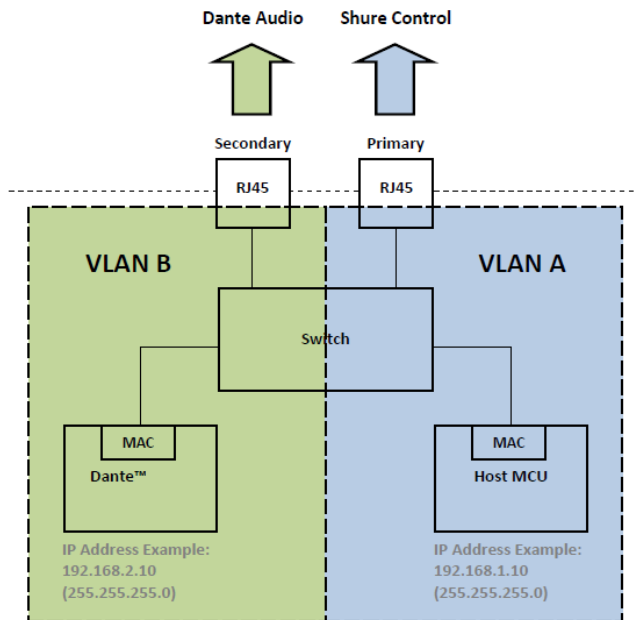 Dante Audio
Shure Control
Secondary
Primary
RJ45
RJ45
VLAN B
VLAN A
Switch
MAC
MAC
Dante™
Host MCU
IP Address Example:
192.168.2.10
(255.255.255.0)
IP Address Example:
192.168.1.10
(255.255.255.0)